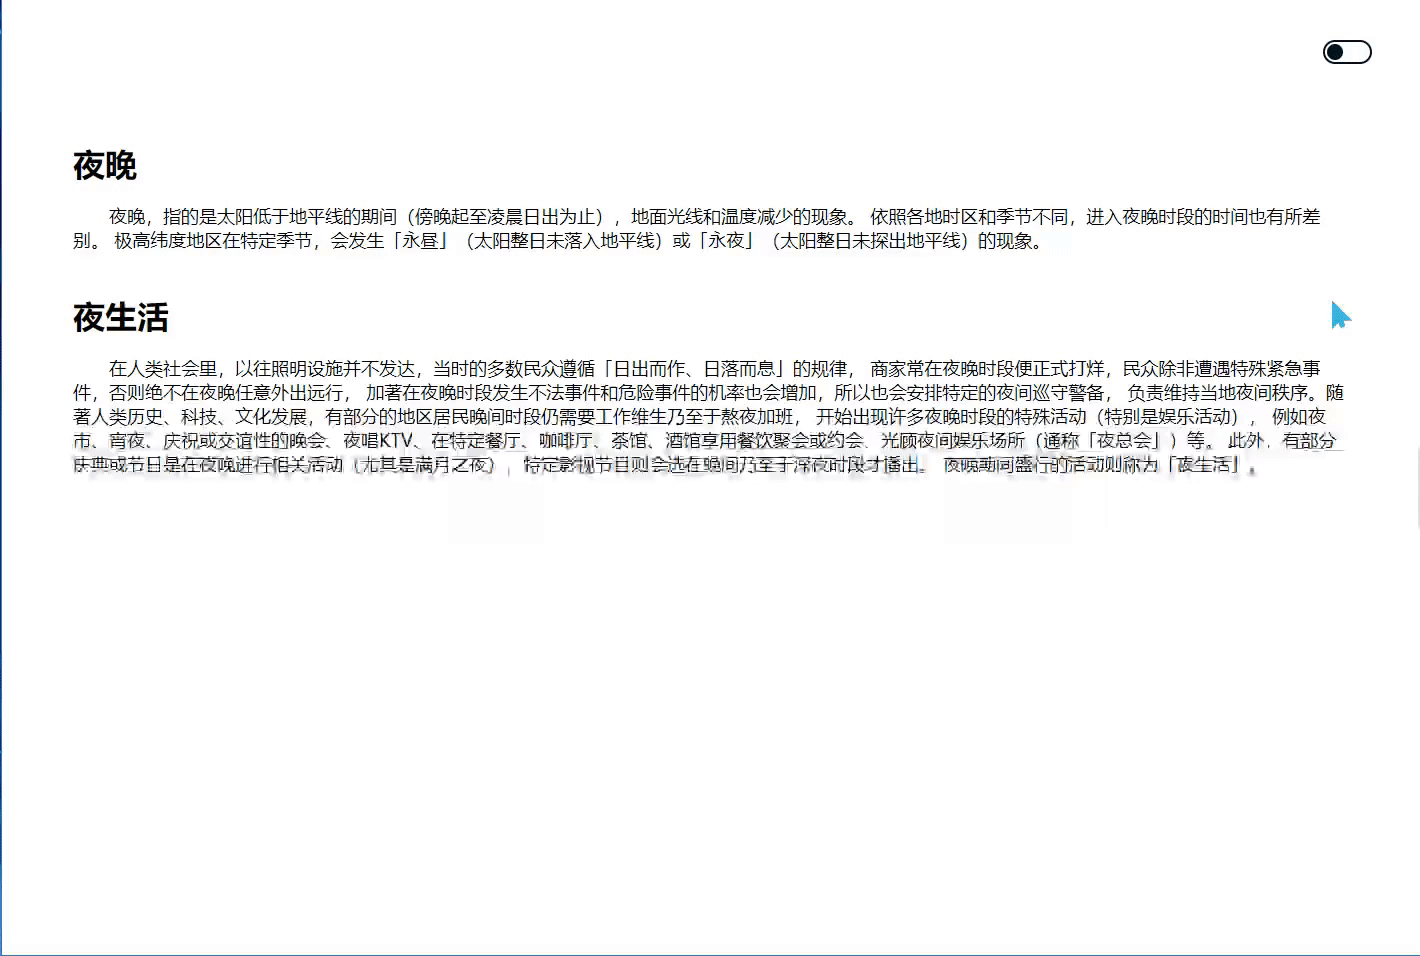 夜晚
夜晚，指的是太阳低于地平线的期间（傍晚起至凌晨日出为止），地面光线和温度减少的现象。 依照各地时区和季节不同，进入夜晚时段的时间也有所差
别。 极高纬度地区在特定季节，会发生「永昼」（太阳整日未落入地平线）或「永夜」（太阳整日未探出地平线）的现象。
夜生活
在人类社会里，以往照明设施并不发达，当时的多数民众遵循「日出而作、日落而息」的规律， 商家常在夜晚时段便正式打烊，民众除非遭遇特殊紧急事
件，否则绝不在夜晚任意外出远行， 加著在夜晚时段发生不法事件和危险事件的机率也会增加，所以也会安排特定的夜间巡守警备， 负责维持当地夜间秩序。随
著人类历史、科技、文化发展，有部分的地区居民晚间时段仍需要工作维生乃至于熬夜加班， 开始出现许多夜晚时段的特殊活动（特别是娱乐活动）， 例如夜
市、宵夜、庆祝或交谊性的晚会、夜唱KTV、在特定餐厅、咖啡厅、茶馆、酒馆享用餐饮聚会或约会、光顾夜间娱乐场所（通称「夜总会」）等。 此外，有部分
庆典或节日是在夜晚进行相关活动（尤其是满月之夜）， 特定影视节目则会选在晚间乃至于深夜时段才播出。 夜晚期间盛行的活动则称为「夜生活」。